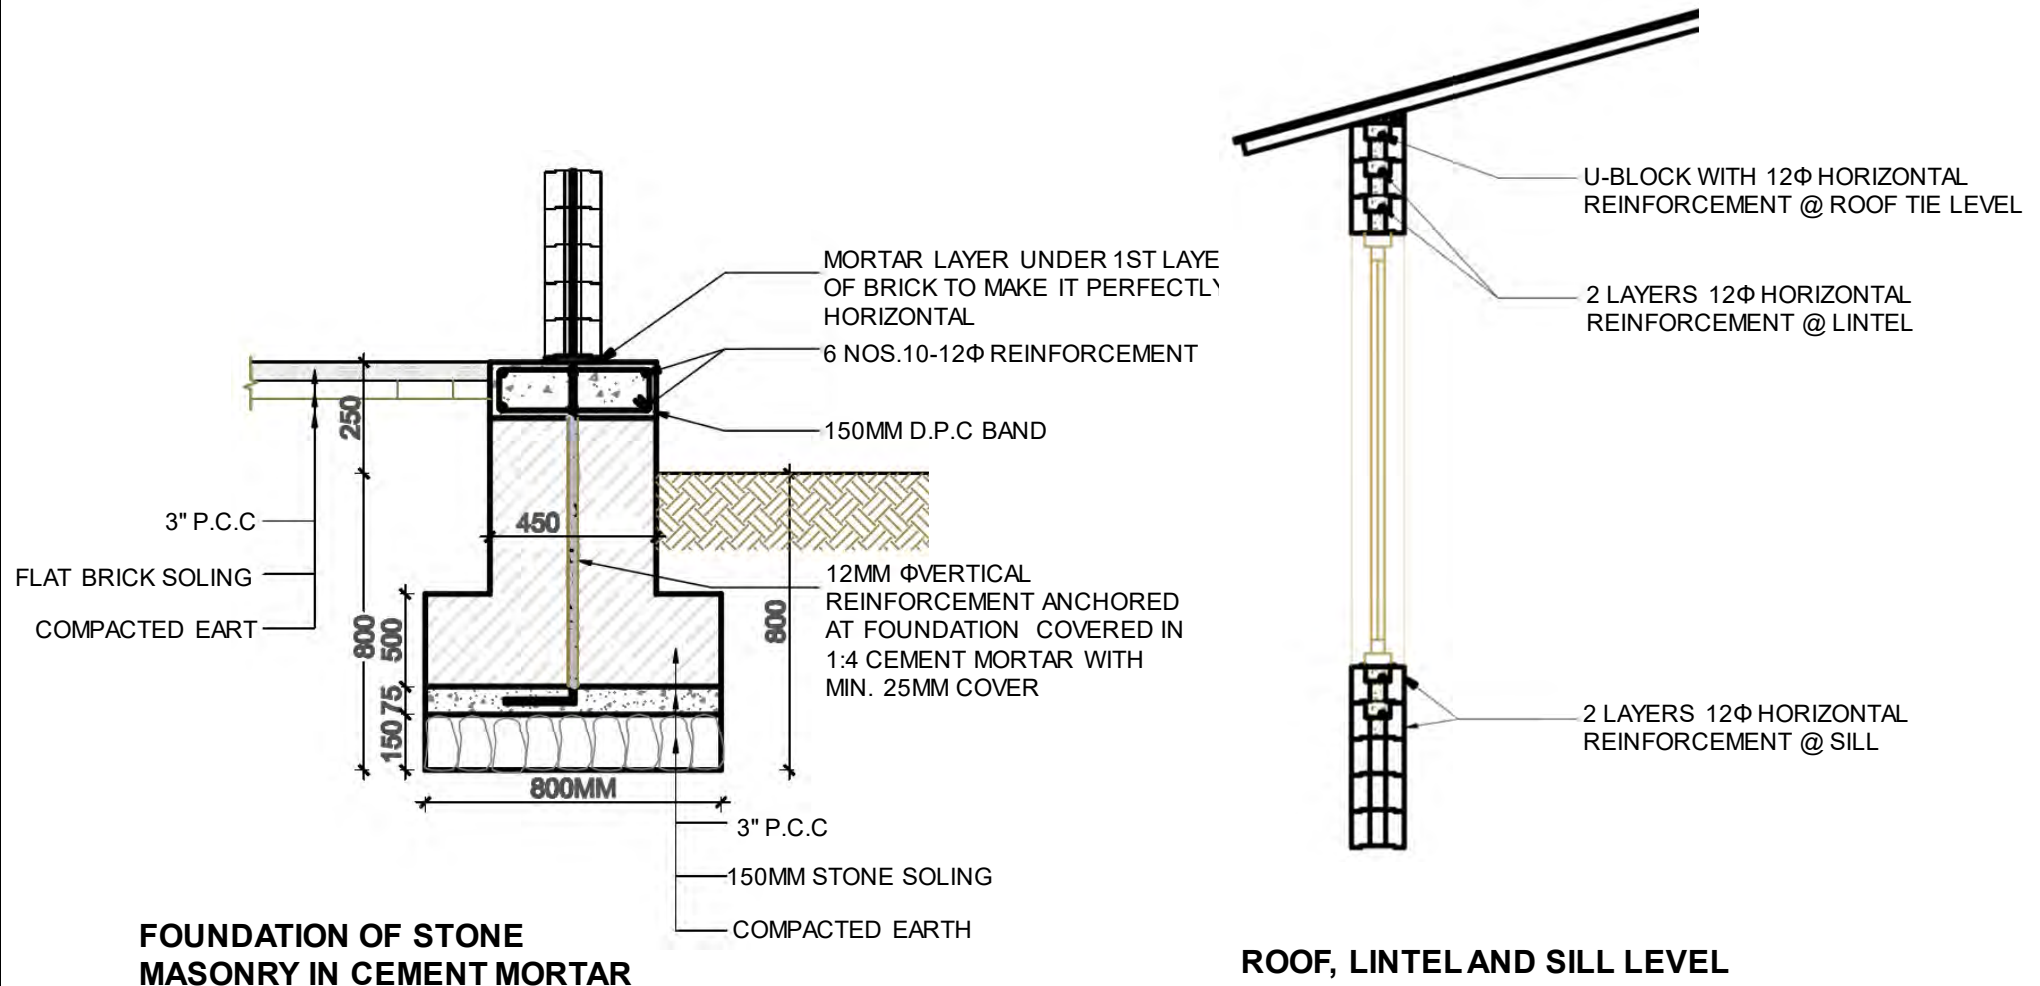 MORTAR LAYER UNDER 1ST LAYE
OF BRICK TO MAKE IT PERFECTLY
HORIZONTAL
6 NOS.10-12Φ REINFORCEMENT
150MM D.P.C BAND
250
3" P.C.C
FLAT BRICK SOLING
COMPACTED EART
450
800
500
75
150
800
12MM ΦVERTICAL
REINFORCEMENT ANCHORED
AT FOUNDATION COVERED IN
1:4 CEMENT MORTAR WITH
MIN. 25MM COVER
800MM
3" P.C.C
150MM STONE SOLING
COMPACTED EARTH
FOUNDATION OF STONE
MASONRY IN CEMENT MORTAR
U-BLOCK WITH 12Φ HORIZONTAL
REINFORCEMENT @ ROOF TIE LEVEL
2 LAYERS 12Φ HORIZONTAL
REINFORCEMENT @ LINTEL
2 LAYERS 12Φ HORIZONTAL
REINFORCEMENT @ SILL
ROOF, LINTEL AND SILL LEVEL